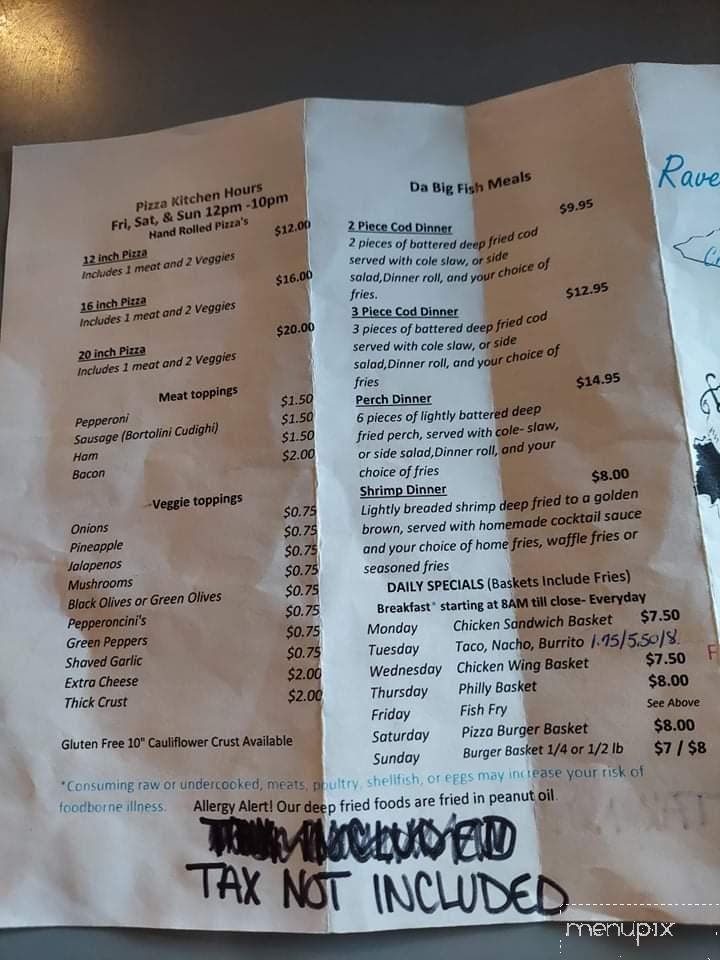 Pizza Kitchen Hours
Fri, Sat, & Sun 12pm -10pm
Hand Rolled Pizza's
12 inch Pizza $12.00
Includes 1 meat and 2 Veggies
16 inch Pizza $16.00
Includes 1 meat and 2 Veggies
20 inch Pizza $20.00
Includes 1 meat and 2 Veggies
Meat toppings
Pepperoni $1.50
Sausage (Bortolini Cudighi) $1.50
Ham $1.50
Bacon $2.00
Veggie toppings
Onions $0.75
Pineapple $0.75
Jalapenos $0.75
Mushrooms $0.75
Black Olives or Green Olives $0.75
Pepperoncini's $0.75
Green Peppers $0.75
Shaved Garlic $0.75
Extra Cheese $2.00
Thick Crust $2.00
Gluten Free 10" Cauliflower Crust Available
Da Big Fish Meals
2 Piece Cod Dinner $9.95
2 pieces of battered deep fried cod
served with cole slaw, or side
salad,Dinner roll, and your choice of
fries.
3 Piece Cod Dinner $12.95
3 pieces of battered deep fried cod
served with cole slaw, or side
salad,Dinner roll, and your choice of
fries
Perch Dinner $14.95
6 pieces of lightly battered deep
fried perch, served with cole- slaw,
or side salad,Dinner roll, and your
choice of fries
Shrimp Dinner $8.00
Lightly breaded shrimp deep fried to a golden
brown, served with homemade cocktail sauce
and your choice of home fries, waffle fries or
seasoned fries
DAILY SPECIALS (Baskets Include Fries)
Breakfast* starting at 8AM till close- Everyday
Monday Chicken Sandwich Basket $7.50
Tuesday Taco, Nacho, Burrito 1.75/5.50/8
Wednesday Chicken Wing Basket $7.50
Thursday Philly Basket $8.00
Friday Fish Fry See Above
Saturday Pizza Burger Basket $8.00
Sunday Burger Basket 1/4 or 1/2 lb $7 / $8
*Consuming raw or undercooked, meats, poultry, shellfish, or eggs may increase your risk of
foodborne illness. Allergy Alert! Our deep fried foods are fried in peanut oil.
INCLUDED
TAX NOT INCLUDED
Rave
F
menupix